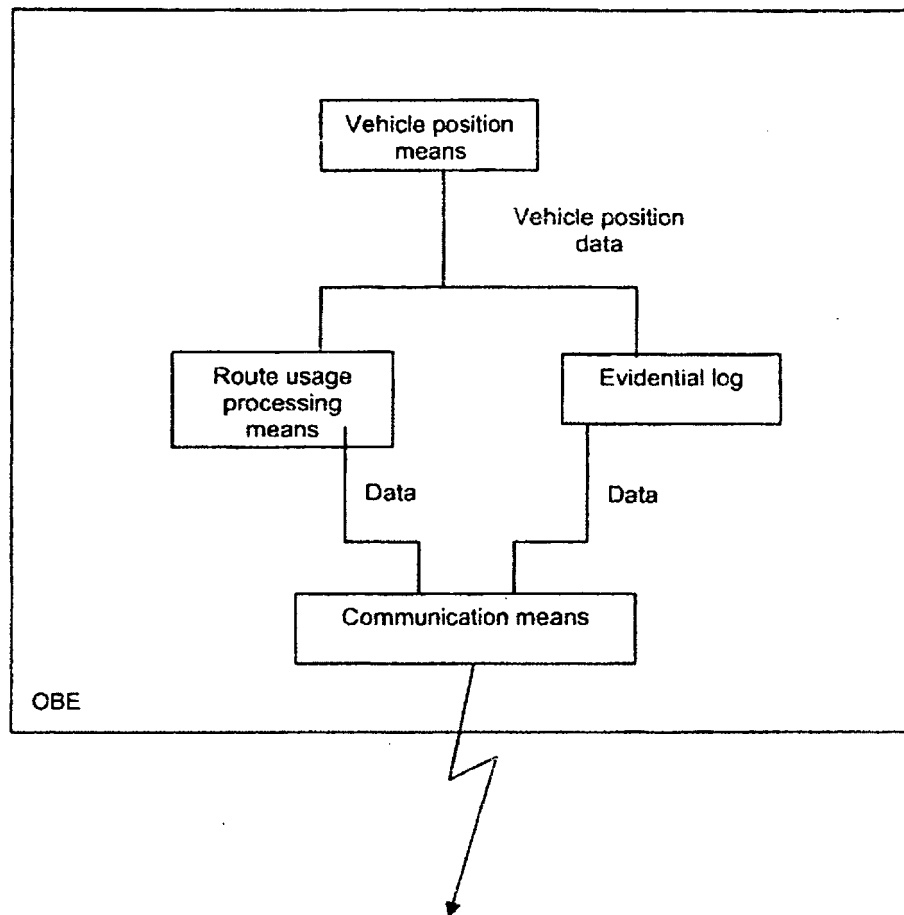 Vehicle position
means
Vehicle position
data
Route usage
processing
means
Evidential log
Data
Data
Communication means
OBE